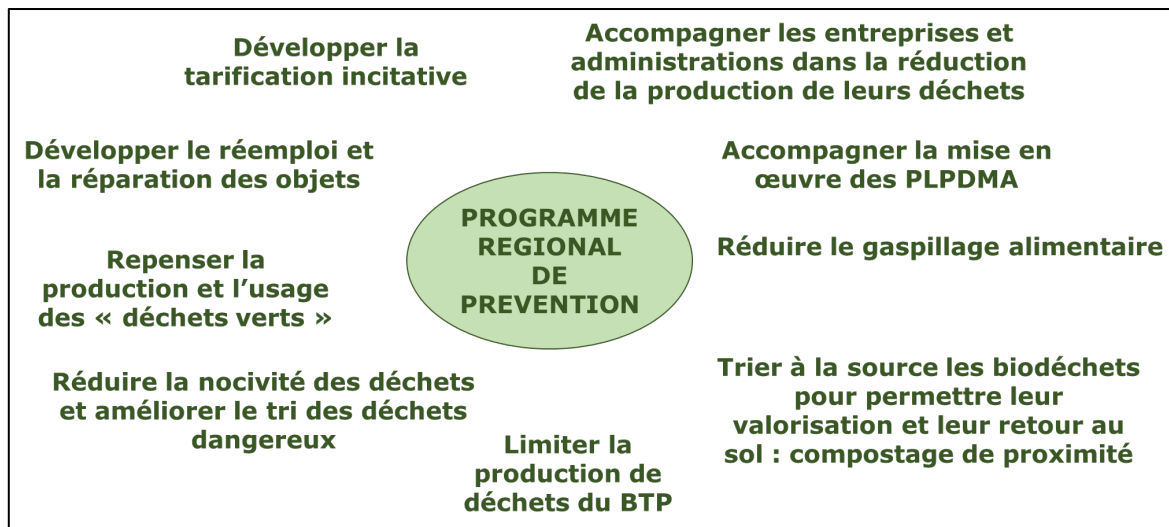 Développer la
tarification incitative
Accompagner les entreprises et
administrations dans la réduction
de la production de leurs déchets
Développer le réemploi et
la réparation des objets
Accompagner la mise en
œuvre des PLPDMA
PROGRAMME
REGIONAL
DE
PREVENTION
Réduire le gaspillage alimentaire
Repenser la
production et l’usage
des « déchets verts »
Réduire la nocivité des déchets
et améliorer le tri des déchets
dangereux
Limiter la
production de
déchets du BTP
Trier à la source les biodéchets
pour permettre leur
valorisation et leur retour au
sol : compostage de proximité